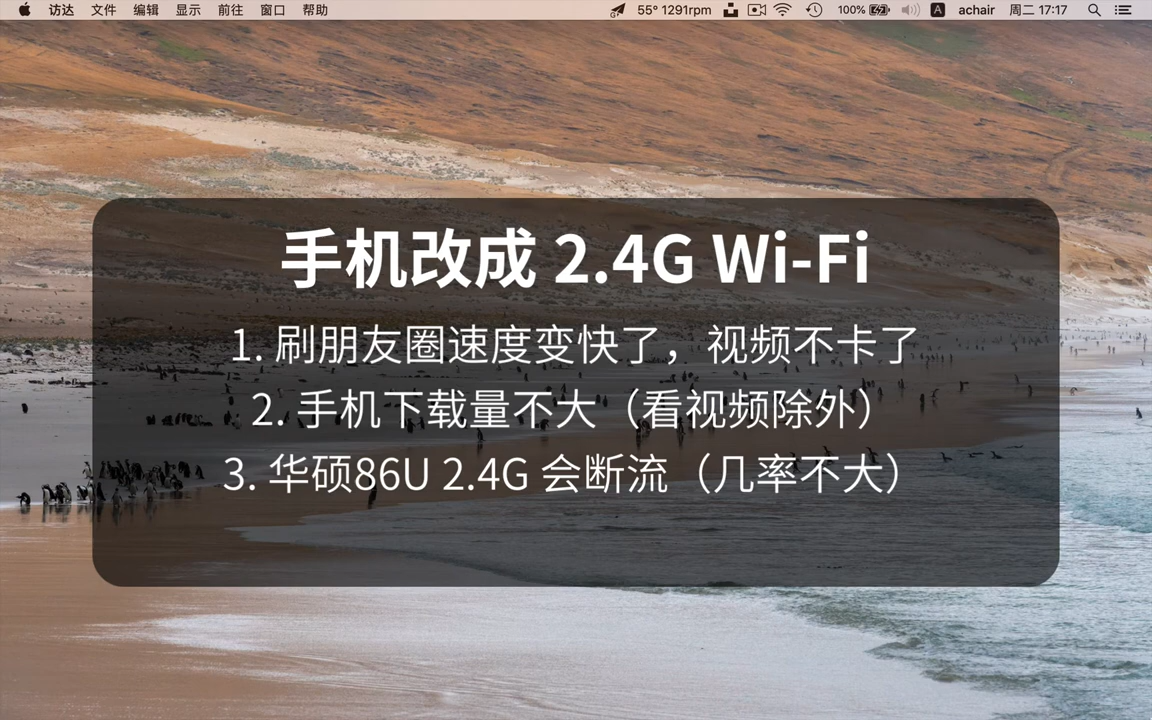 访达 文件 编辑 显示 前往 窗口 帮助 55° 1291rpm 100% A achair 周二 17:17
手机改成 2.4G Wi-Fi
1. 刷朋友圈速度变快了，视频不卡了
2. 手机下载量不大（看视频除外）
3. 华硕86U 2.4G 会断流（几率不大）